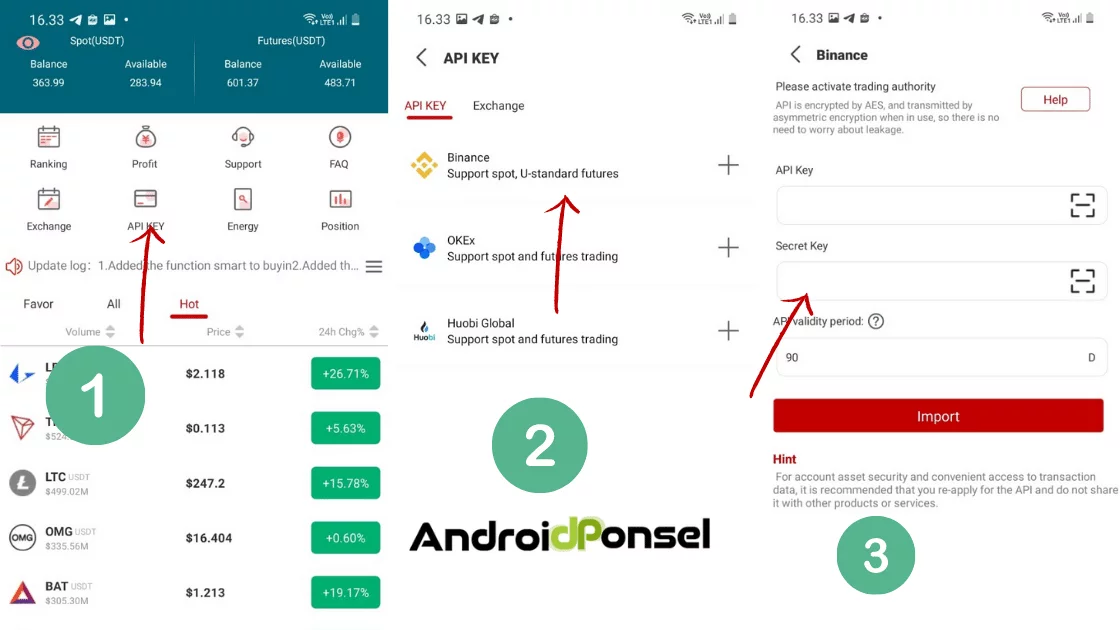 16.33
Vo)) LTE1
Spot(USDT)
Futures(USDT)
Balance
Available
Balance
Available
363.99
283.94
601.37
483.71
Ranking
Profit
Support
FAQ
Exchange
API KEY
Energy
Position
Update log: 1.Added the function smart to buyin2.Added th...
Favor
All
Hot
Volume
Price
24h Chg%
$2.118
+26.71%
$0.113
+5.63%
LTC USDT
$499.02M
$247.2
+15.78%
OMG
OMG USDT
$335.56M
$16.404
+0.60%
BAT USDT
$305.30M
$1.213
+19.17%
1
16.33
Vo)) LTE1
API KEY
API KEY
Exchange
Binance
Support spot, U-standard futures
OKEx
Support spot and futures trading
Huobi
Huobi Global
Support spot and futures trading
2
AndroidPonsel
16.33
Vo)) LTE1
Binance
Please activate trading authority
API is encrypted by AES, and transmitted by
asymmetric encryption when in use, so there is no
need to worry about leakage.
Help
API Key
Secret Key
API validity period: ?
90
D
Import
Hint
For account asset security and convenient access to transaction
data, it is recommended that you re-apply for the API and do not share
it with other products or services.
3